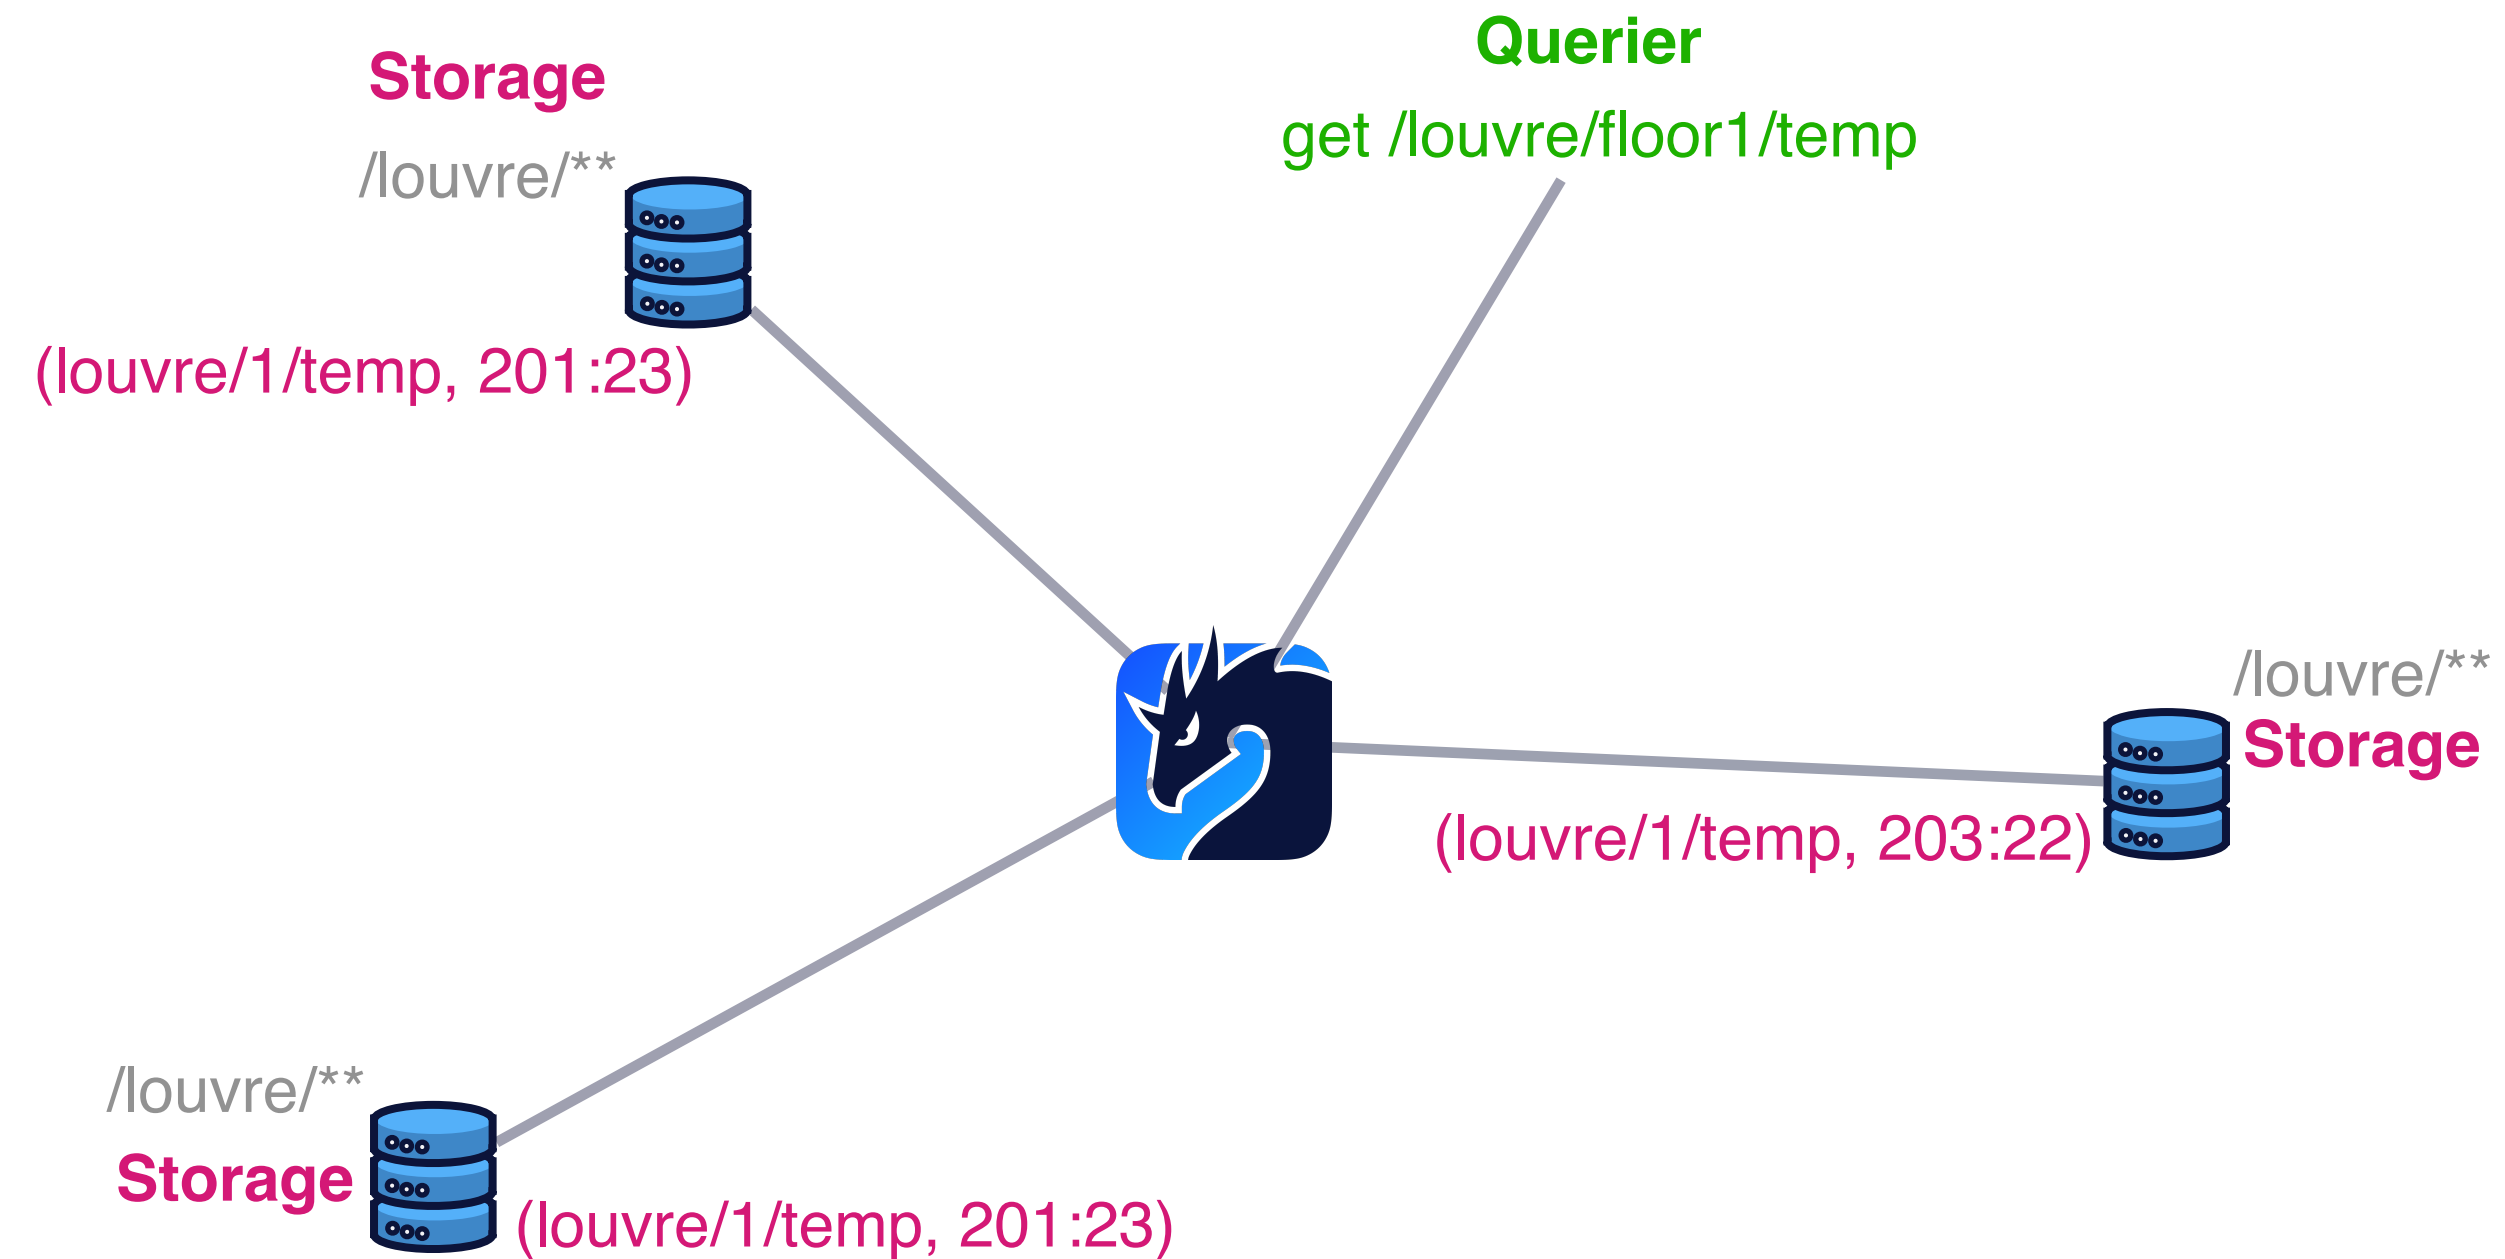 Querier
get /louvre/floor1/temp
Storage
/louvre/**
(louvre/1/temp, 201:23)
/louvre/**
Storage
(louvre/1/temp, 203:22)
/louvre/**
Storage
(louvre/1/temp, 201:23)